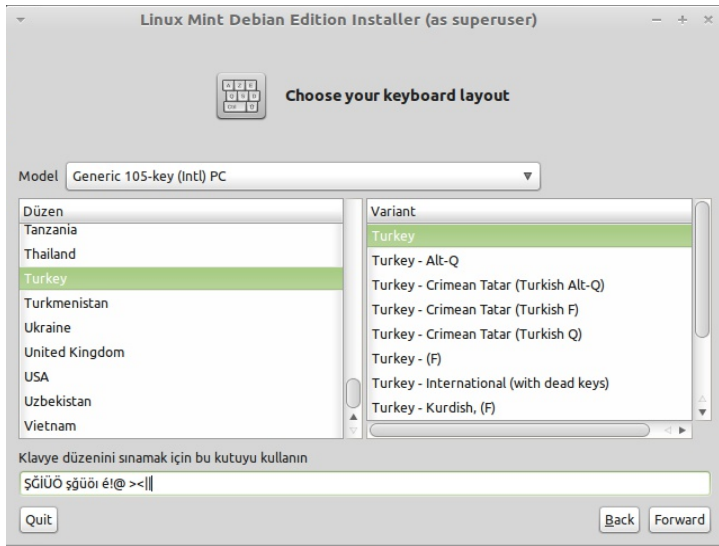 Linux Mint Debian Edition Installer (as superuser)
Choose your keyboard layout
Model Generic 105-key (Intl) PC
Düzen
Tanzania
Thailand
Turkey
Turkmenistan
Ukraine
United Kingdom
USA
Uzbekistan
Vietnam
Variant
Turkey
Turkey - Alt-Q
Turkey - Crimean Tatar (Turkish Alt-Q)
Turkey - Crimean Tatar (Turkish F)
Turkey - Crimean Tatar (Turkish Q)
Turkey - (F)
Turkey - International (with dead keys)
Turkey - Kurdish, (F)
Klavye düzenini sınamak için bu kutuyu kullanın
ŞĞİÜÖ şğüöı é!@ ><||
Quit Back Forward